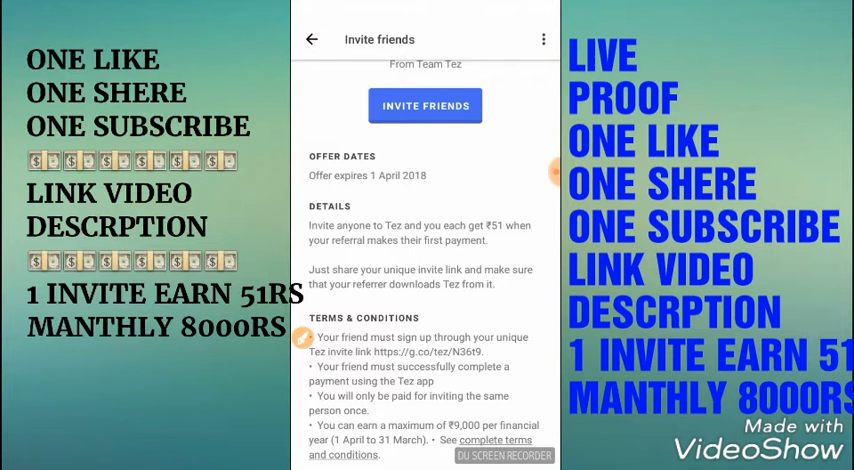 ONE LIKE
ONE SHERE
ONE SUBSCRIBE
LINK VIDEO
DESCRPTION
1 INVITE EARN 51RS
MANTHLY 8000RS
Invite friends
From Team Tez
INVITE FRIENDS
OFFER DATES
Offer expires 1 April 2018
DETAILS
Invite anyone to Tez and you each get ₹51 when
your referral makes their first payment.
Just share your unique invite link and make sure
that your referrer downloads Tez from it.
TERMS & CONDITIONS
• Your friend must sign up through your unique
Tez invite link https://g.co/tez/N36t9.
• Your friend must successfully complete a
payment using the Tez app
• You will only be paid for inviting the same
person once.
• You can earn a maximum of ₹9,000 per financial
year (1 April to 31 March). • See complete terms
and conditions.
DU SCREEN RECORDER
LIVE
PROOF
ONE LIKE
ONE SHERE
ONE SUBSCRIBE
LINK VIDEO
DESCRPTION
1 INVITE EARN 51
MANTHLY 8000RS
Made with
VideoShow